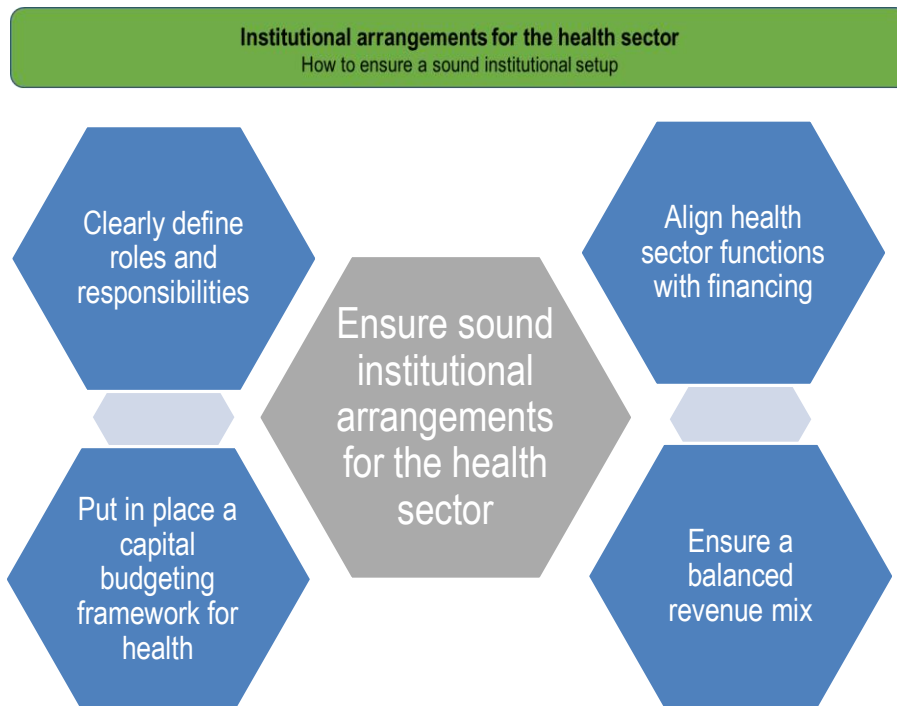 Institutional arrangements for the health sector
How to ensure a sound institutional setup
Clearly define
roles and
responsibilities
Align health
sector functions
with financing
Ensure sound
institutional
arrangements
for the health
sector
Put in place a
capital
budgeting
framework for
health
Ensure a
balanced
revenue mix